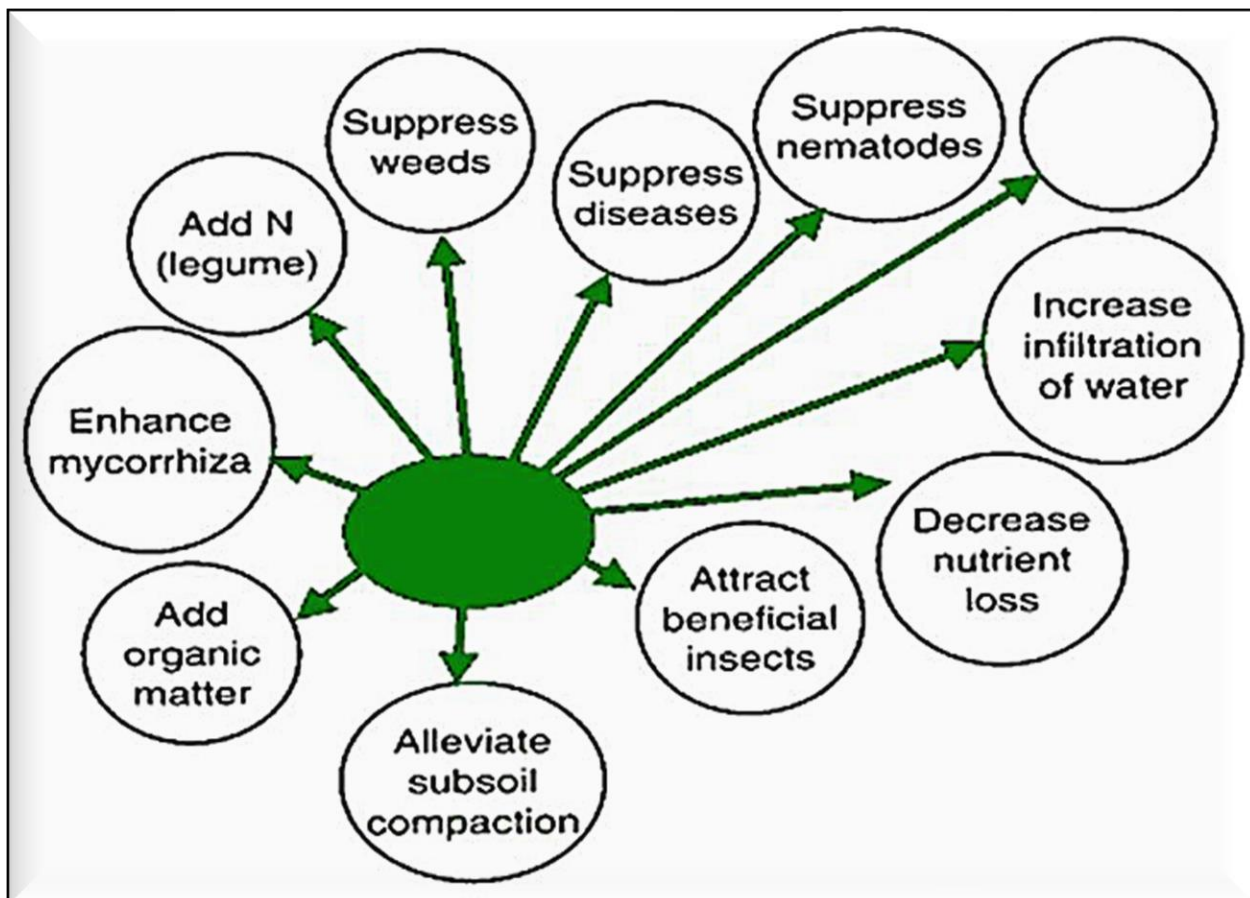 Suppress
weeds
Suppress
diseases
Suppress
nematodes
Add N
(legume)
Increase
infiltration
of water
Enhance
mycorrhiza
Decrease
nutrient
loss
Attract
beneficial
insects
Add
organic
matter
Alleviate
subsoil
compaction